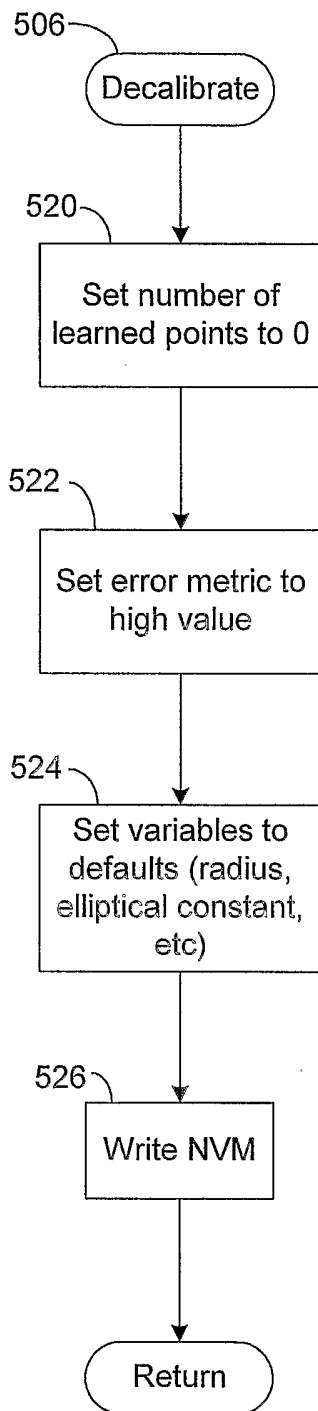 506
Decalibrate
520
Set number of
learned points to 0
522
Set error metric to
high value
524
Set variables to
defaults (radius,
elliptical constant,
etc)
526
Write NVM
Return